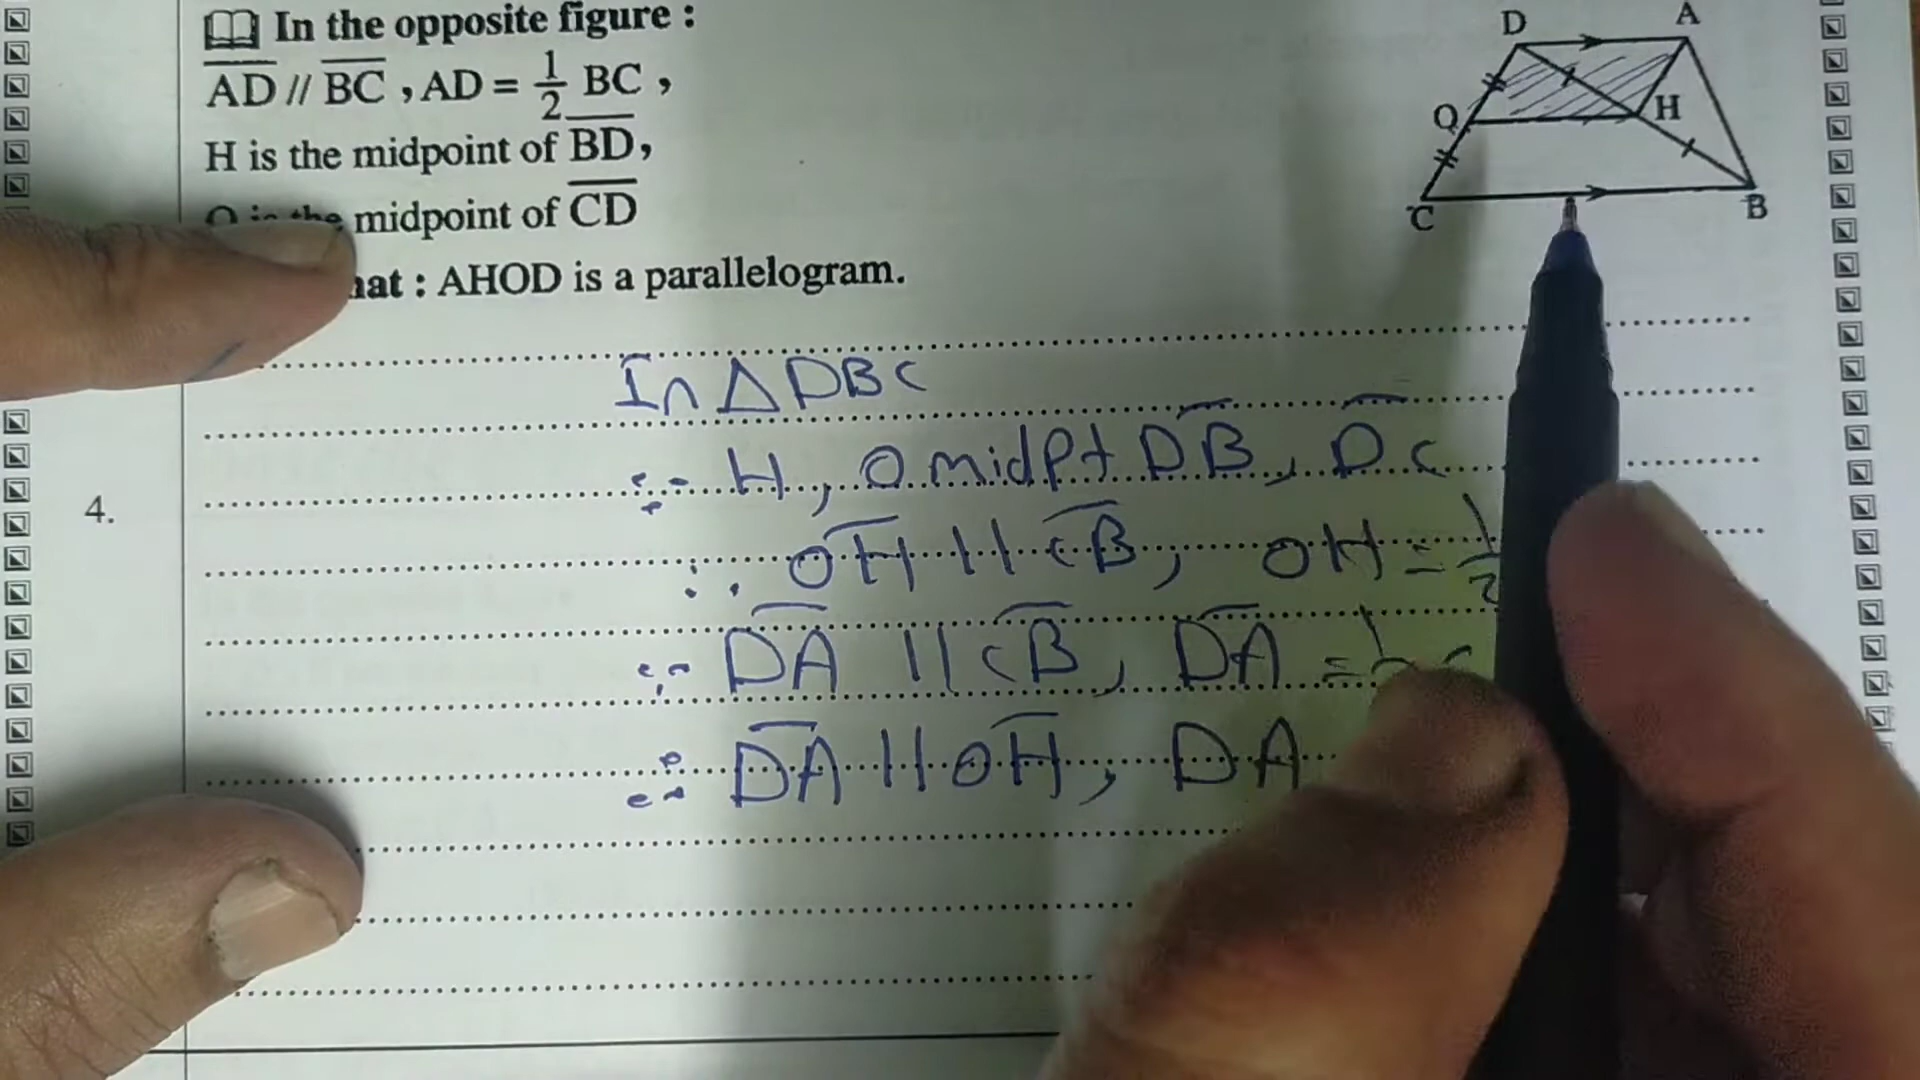 In the opposite figure :
AD // BC , AD = 1/2 BC ,
H is the midpoint of BD,
midpoint of CD
hat : AHOD is a parallelogram.
D A
O H
C B
4.
In △ DBC
∵ H, O midpt DB, DC
∴ OH // CB, OH = 1/2
∵ DA // CB, DA = 1/2
∴ DA // OH, DA